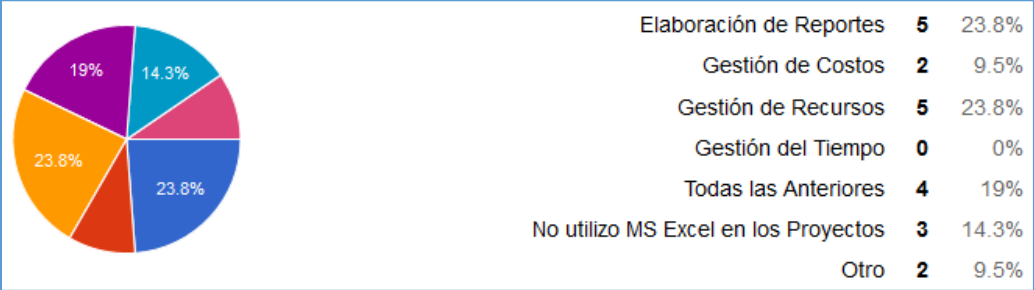 19%
14.3%
23.8%
23.8%
Elaboración de Reportes 5 23.8%
Gestión de Costos 2 9.5%
Gestión de Recursos 5 23.8%
Gestión del Tiempo 0 0%
Todas las Anteriores 4 19%
No utilizo MS Excel en los Proyectos 3 14.3%
Otro 2 9.5%